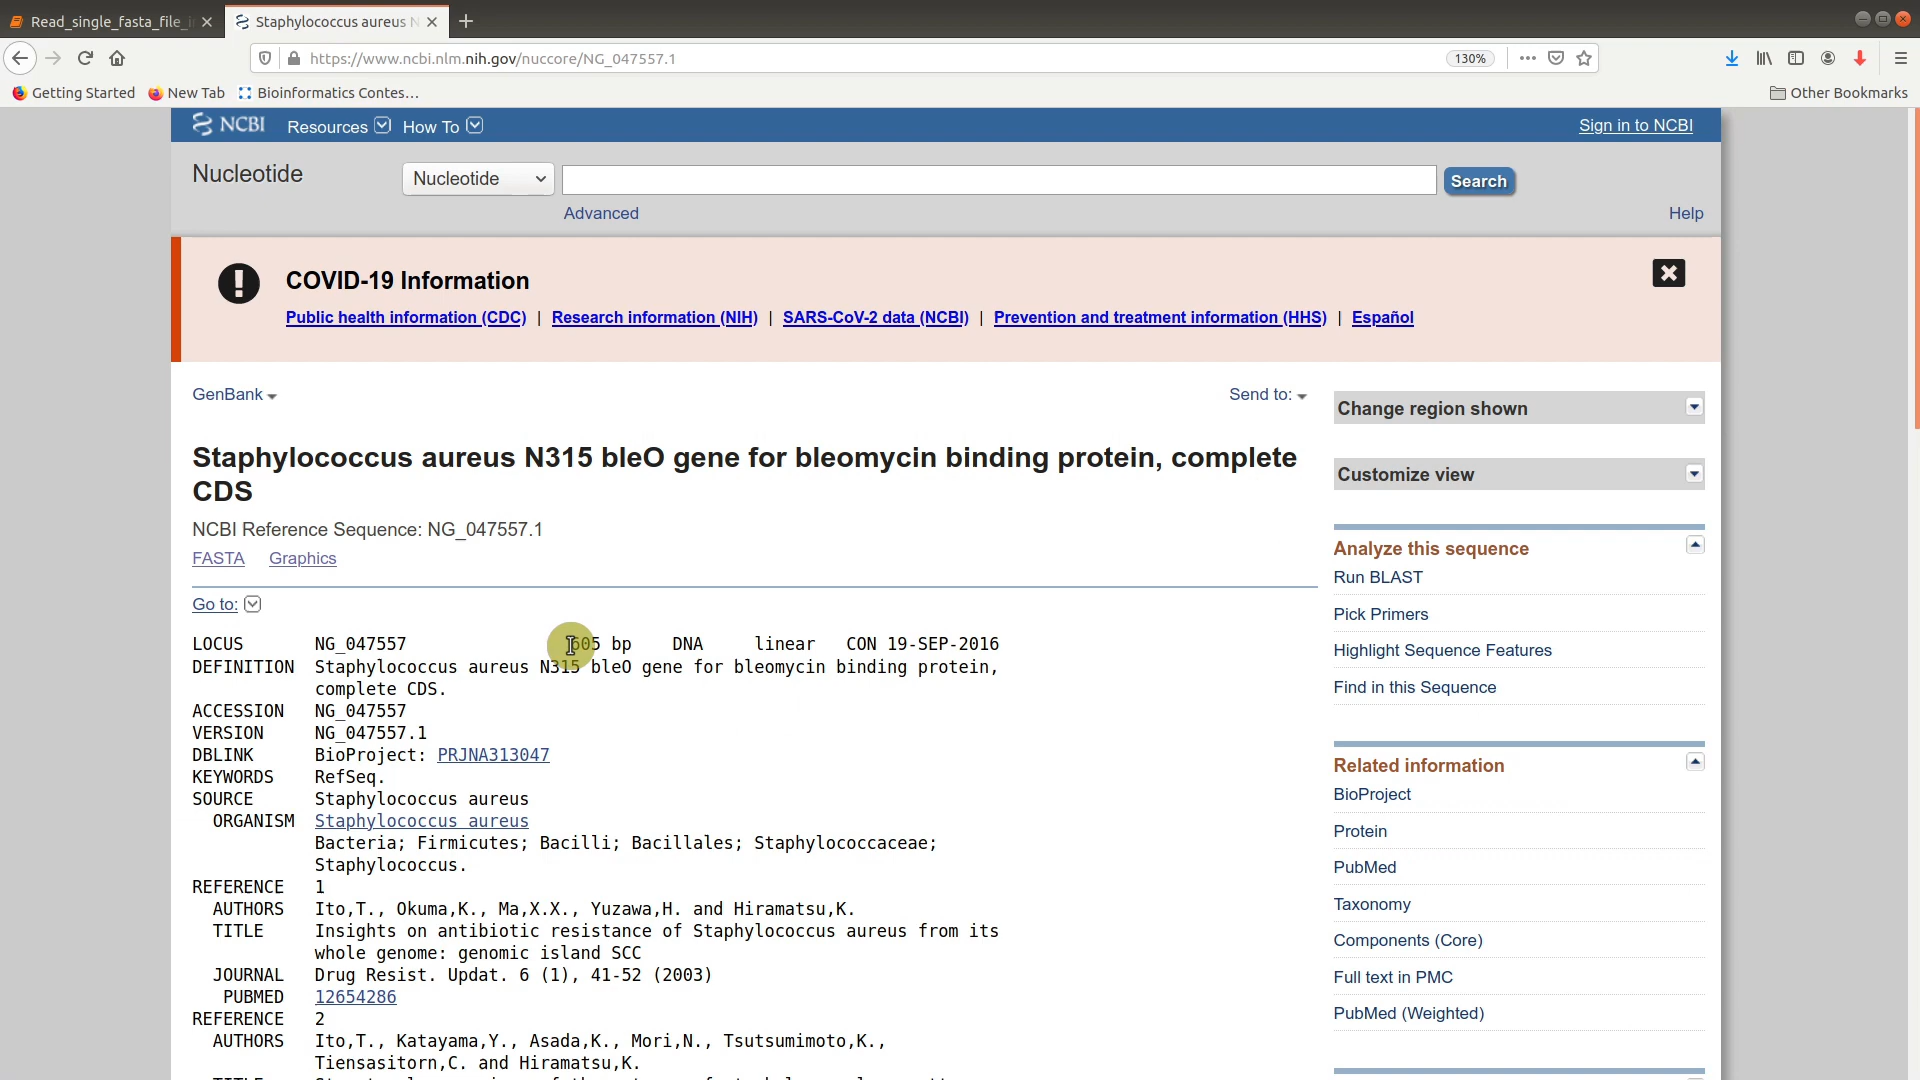 Read_single_fasta_file_i
Staphylococcus aureus N
https://www.ncbi.nlm.nih.gov/nuccore/NG_047557.1
130%
Getting Started
New Tab
Bioinformatics Contes…
Other Bookmarks
NCBI Resources How To
Sign in to NCBI
Nucleotide
Nucleotide
Search
Advanced
Help
COVID-19 Information
Public health information (CDC) | Research information (NIH) | SARS-CoV-2 data (NCBI) | Prevention and treatment information (HHS) | Español
GenBank
Send to:
Change region shown
Staphylococcus aureus N315 bleO gene for bleomycin binding protein, complete
CDS
Customize view
NCBI Reference Sequence: NG_047557.1
FASTA Graphics
Analyze this sequence
Run BLAST
Pick Primers
Highlight Sequence Features
Find in this Sequence
Go to:
LOCUS NG_047557 605 bp DNA linear CON 19-SEP-2016
DEFINITION Staphylococcus aureus N315 bleO gene for bleomycin binding protein,
complete CDS.
ACCESSION NG_047557
VERSION NG_047557.1
DBLINK BioProject: PRJNA313047
KEYWORDS RefSeq.
SOURCE Staphylococcus aureus
ORGANISM Staphylococcus aureus
Bacteria; Firmicutes; Bacilli; Bacillales; Staphylococcaceae;
Staphylococcus.
REFERENCE 1
AUTHORS Ito,T., Okuma,K., Ma,X.X., Yuzawa,H. and Hiramatsu,K.
TITLE Insights on antibiotic resistance of Staphylococcus aureus from its
whole genome: genomic island SCC
JOURNAL Drug Resist. Updat. 6 (1), 41-52 (2003)
PUBMED 12654286
REFERENCE 2
AUTHORS Ito,T., Katayama,Y., Asada,K., Mori,N., Tsutsumimoto,K.,
Tiensasitorn,C. and Hiramatsu,K.
Related information
BioProject
Protein
PubMed
Taxonomy
Components (Core)
Full text in PMC
PubMed (Weighted)